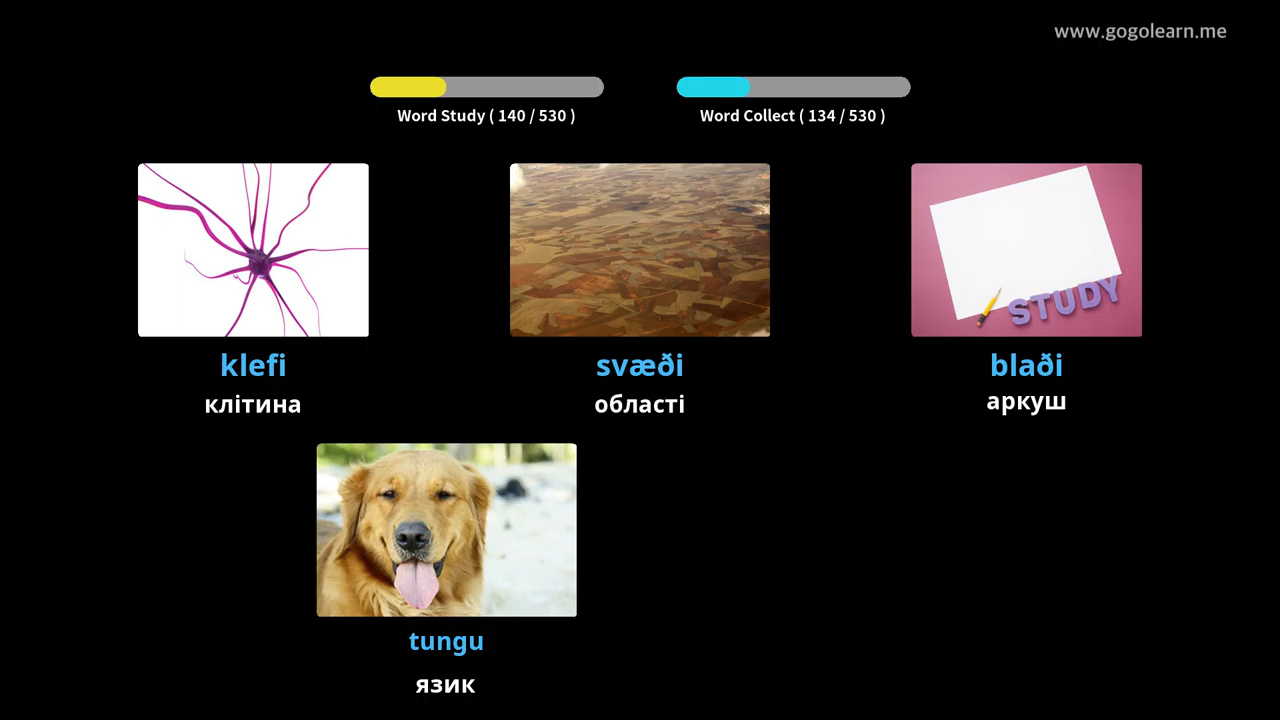 www.gogolearn.me
Word Study ( 140 / 530 )
Word Collect ( 134 / 530 )
STUDY
klefi
svæði
blaði
клітина
області
аркуш
tungu
язик